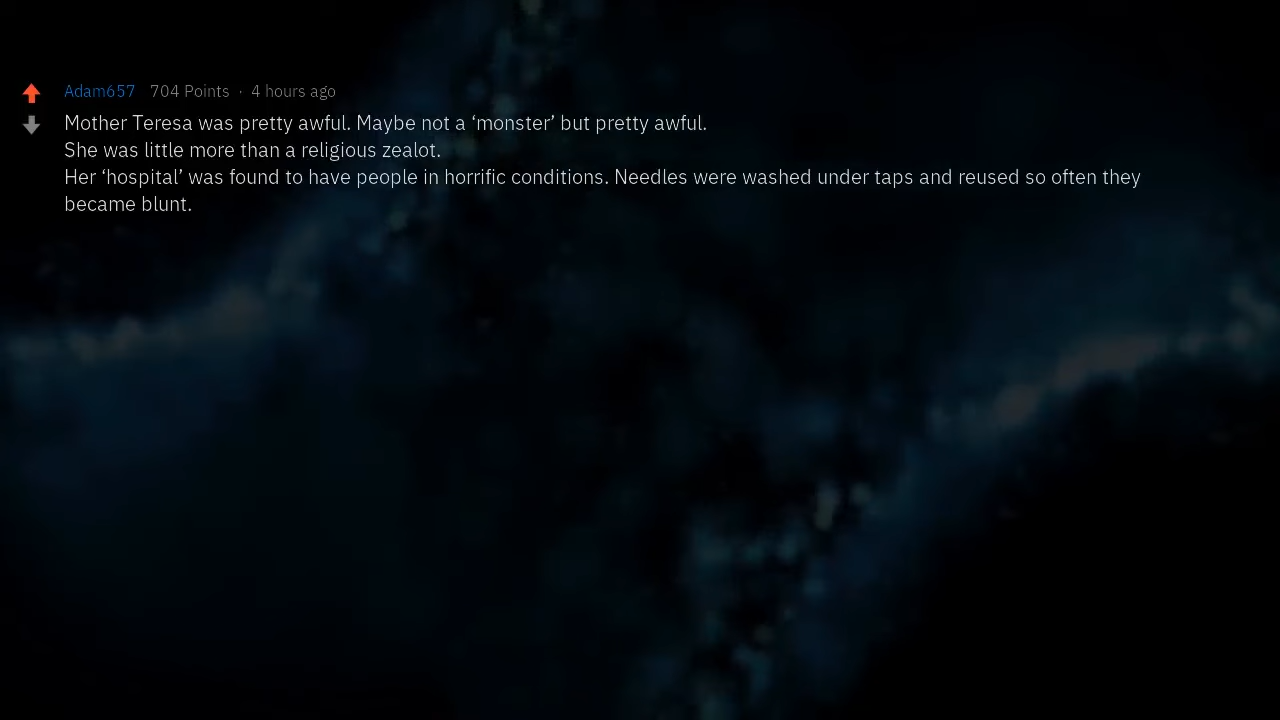 Adam657 704 Points · 4 hours ago
Mother Teresa was pretty awful. Maybe not a ‘monster’ but pretty awful.
She was little more than a religious zealot.
Her ‘hospital’ was found to have people in horrific conditions. Needles were washed under taps and reused so often they
became blunt.